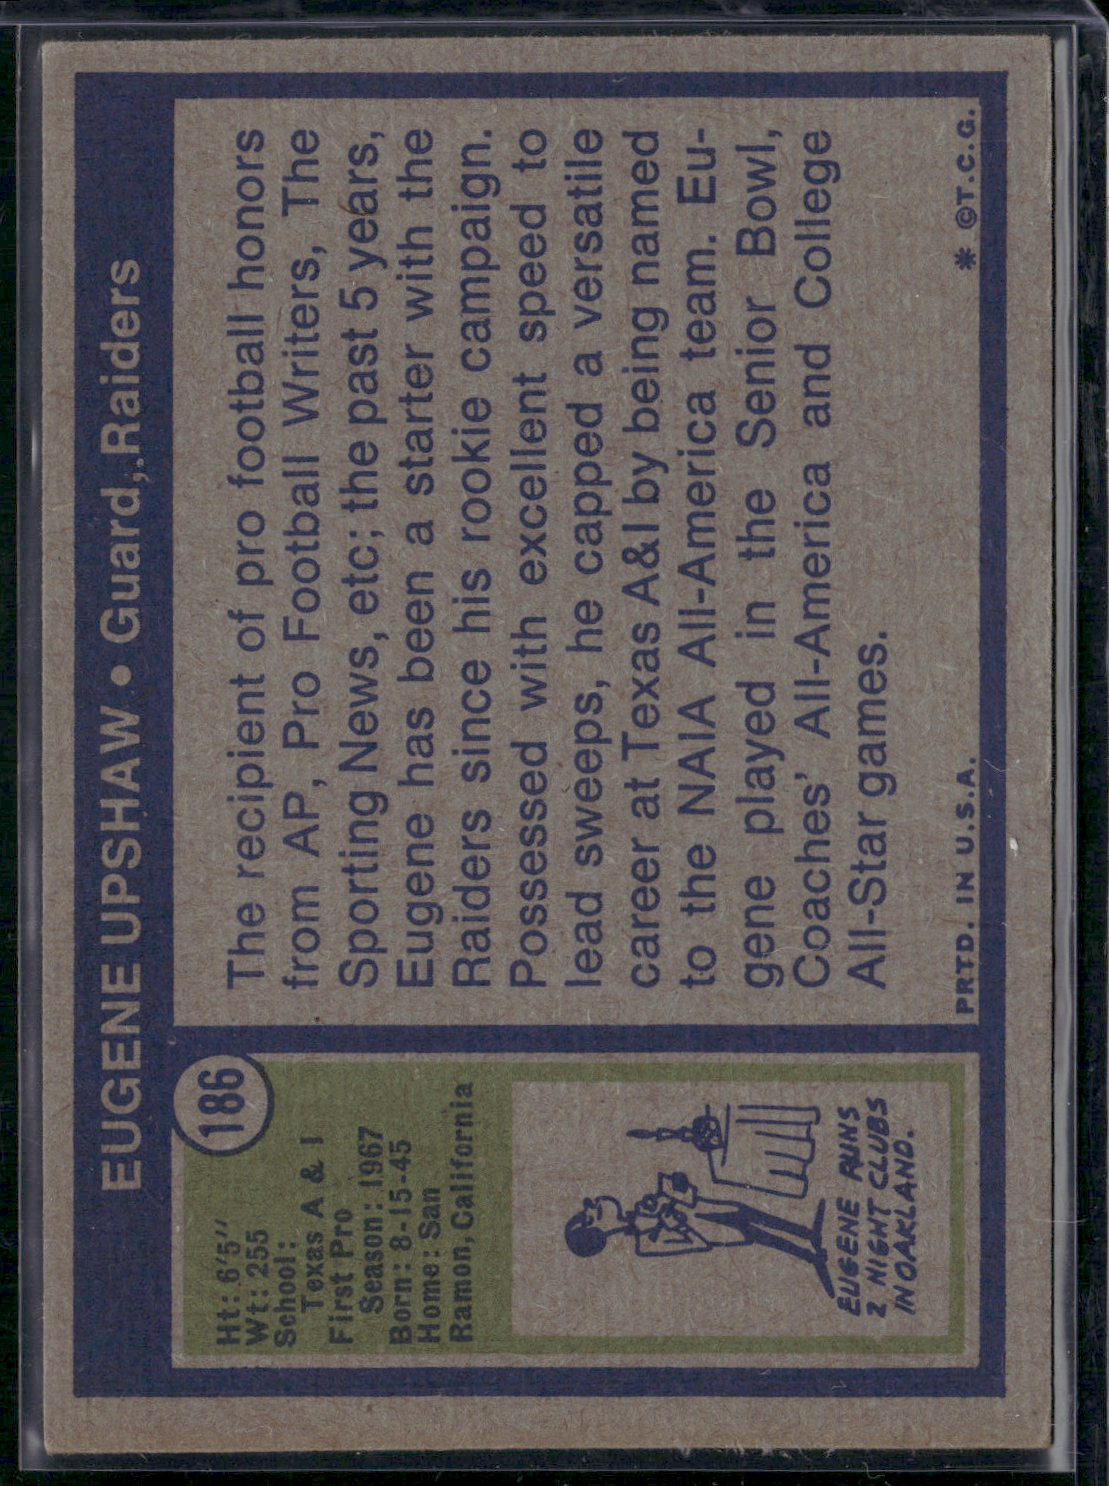 EUGENE UPSHAW • Guard, Raiders
186
Ht: 6'5"
Wt: 255
School:
Texas A & I
First Pro
Season: 1967
Born: 8-15-45
Home: San
Ramon, California
EUGENE RUNS
2 NIGHT CLUBS
IN OAKLAND.
The recipient of pro football honors
from AP, Pro Football Writers, The
Sporting News, etc; the past 5 years,
Eugene has been a starter with the
Raiders since his rookie campaign.
Possessed with excellent speed to
lead sweeps, he capped a versatile
career at Texas A&I by being named
to the NAIA All-America team. Eu-
gene played in the Senior Bowl,
Coaches' All-America and College
All-Star games.
PRTD. IN U.S.A.
* ©T.C.G.